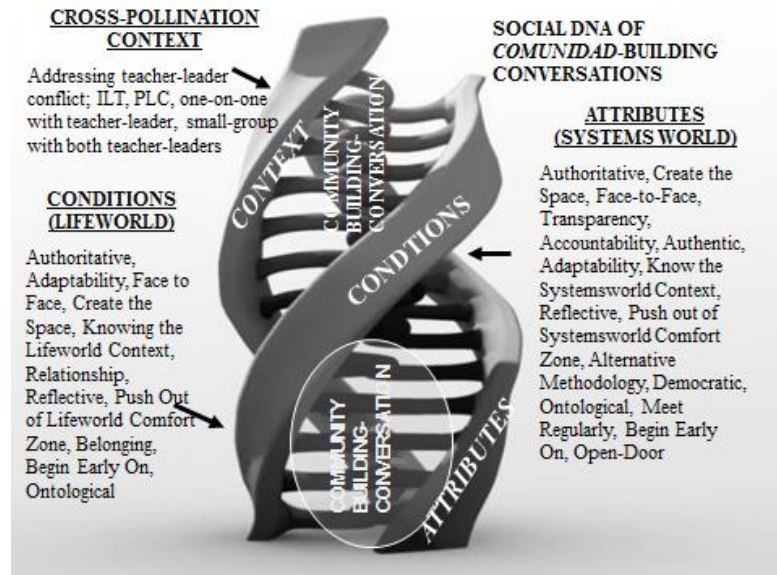 CROSS-POLLINATION
CONTEXT
Addressing teacher-leader
conflict; ILT, PLC, one-on-one
with teacher-leader, small-group
with both teacher-leaders
SOCIAL DNA OF
COMUNIDAD-BUILDING
CONVERSATIONS
CONDITIONS
(LIFEWORLD)
Authoritative,
Adaptability, Face to
Face, Create the
Space, Knowing the
Lifeworld Context,
Relationship,
Reflective, Push Out
of Lifeworld Comfort
Zone, Belonging,
Begin Early On,
Ontological
CONTEXT
COMMUNITY
BUILDING-
CONVERSATION
CONDTIONS
COMMUNITY
BUILDING-
CONVERSATION
ATTRIBUTES
ATTRIBUTES
(SYSTEMS WORLD)
Authoritative, Create the
Space, Face-to-Face,
Transparency,
Accountability, Authentic,
Adaptability, Know the
Systemsworld Context,
Reflective, Push out of
Systemsworld Comfort
Zone, Alternative
Methodology, Democratic,
Ontological, Meet
Regularly, Begin Early
On, Open-Door